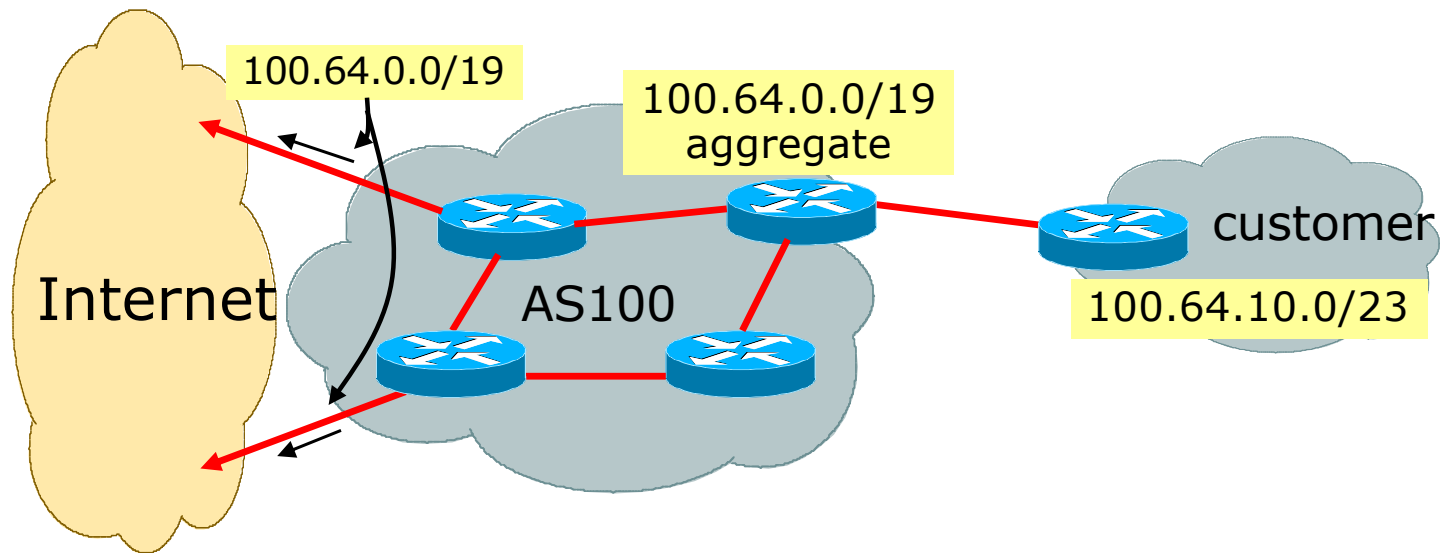 100.64.0.0/19
100.64.0.0/19
aggregate
customer
Internet
AS100
100.64.10.0/23